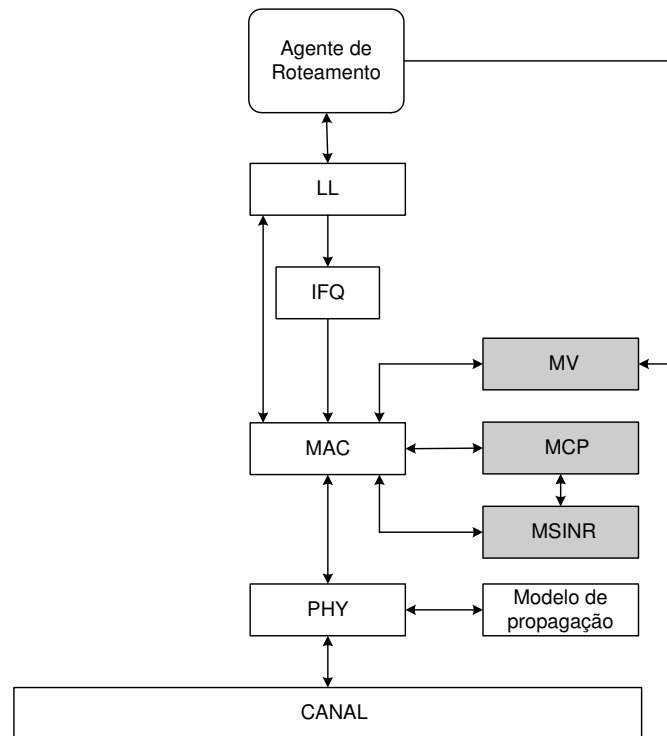 Agente de
Roteamento
LL
IFQ
MV
MAC
MCP
MSINR
PHY
Modelo de
propagação
CANAL